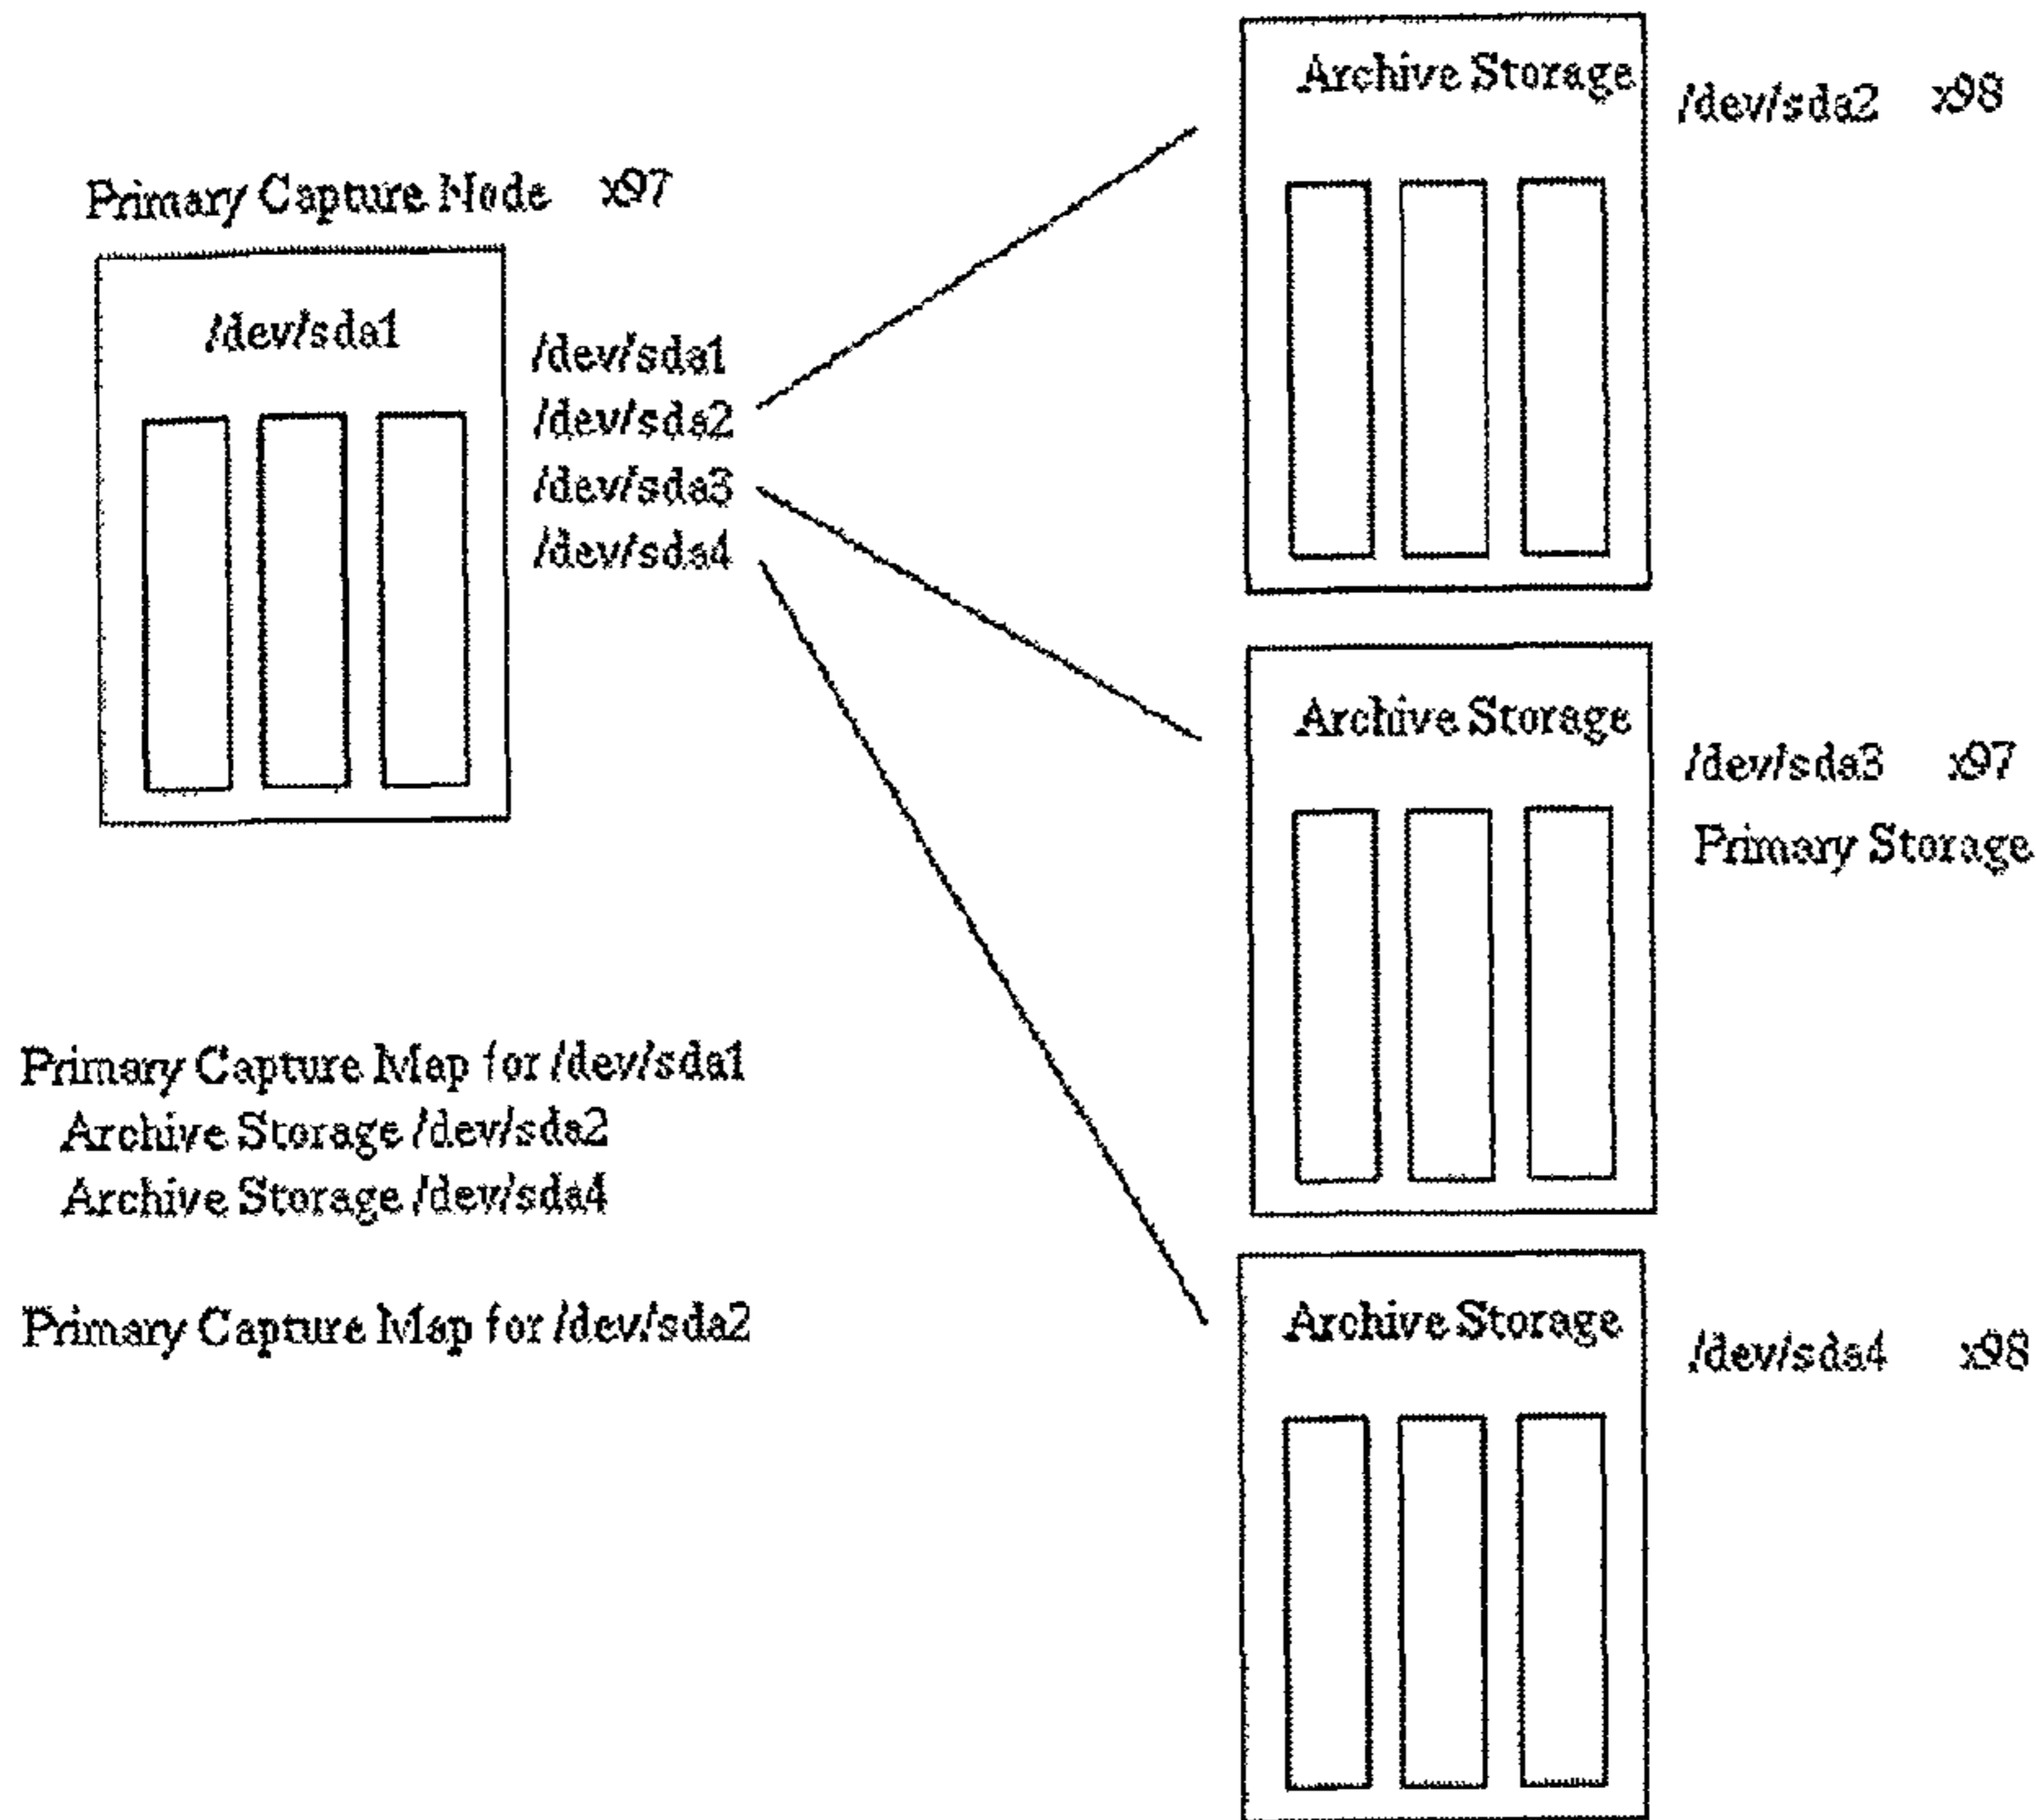 Primary Capture Node x97
/dev/sda1
/dev/sda1
/dev/sda2
/dev/sda3
/dev/sda4
Archive Storage
/dev/sda2 x98
Archive Storage
/dev/sda3 x97
Primary Storage
Archive Storage
/dev/sda4 x98
Primary Capture Map for /dev/sda1
Archive Storage /dev/sda2
Archive Storage /dev/sda4
Primary Capture Map for /dev/sda2